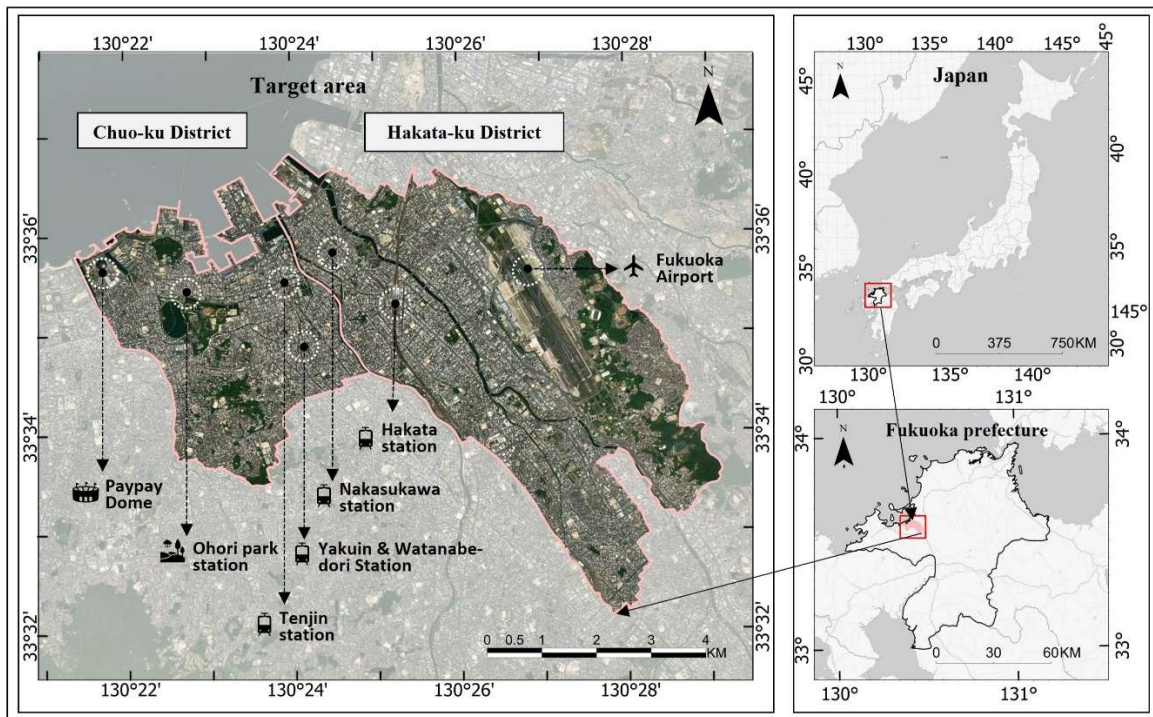 130°22' 130°24' 130°26' 130°28'
Target area
N
Chuo-ku District
Hakata-ku District
33°36'
33°36'
Fukuoka
Airport
33°34'
33°34'
Hakata
station
Paypay
Dome
Nakasukawa
station
Ohori park
station
Yakuin & Watanabe-
dori Station
Tenjin
station
33°32'
33°32'
0 0.5 1 2 3 4
KM
130°22' 130°24' 130°26' 130°28'
130° 135° 140° 145°
45°
Japan
N
45°
40°
40°
35°
35°
30°
30°
145°
0 375 750 KM
130° 135° 140°
130° 131°
34°
34°
N
Fukuoka prefecture
33°
33°
0 30 60 KM
130° 131°